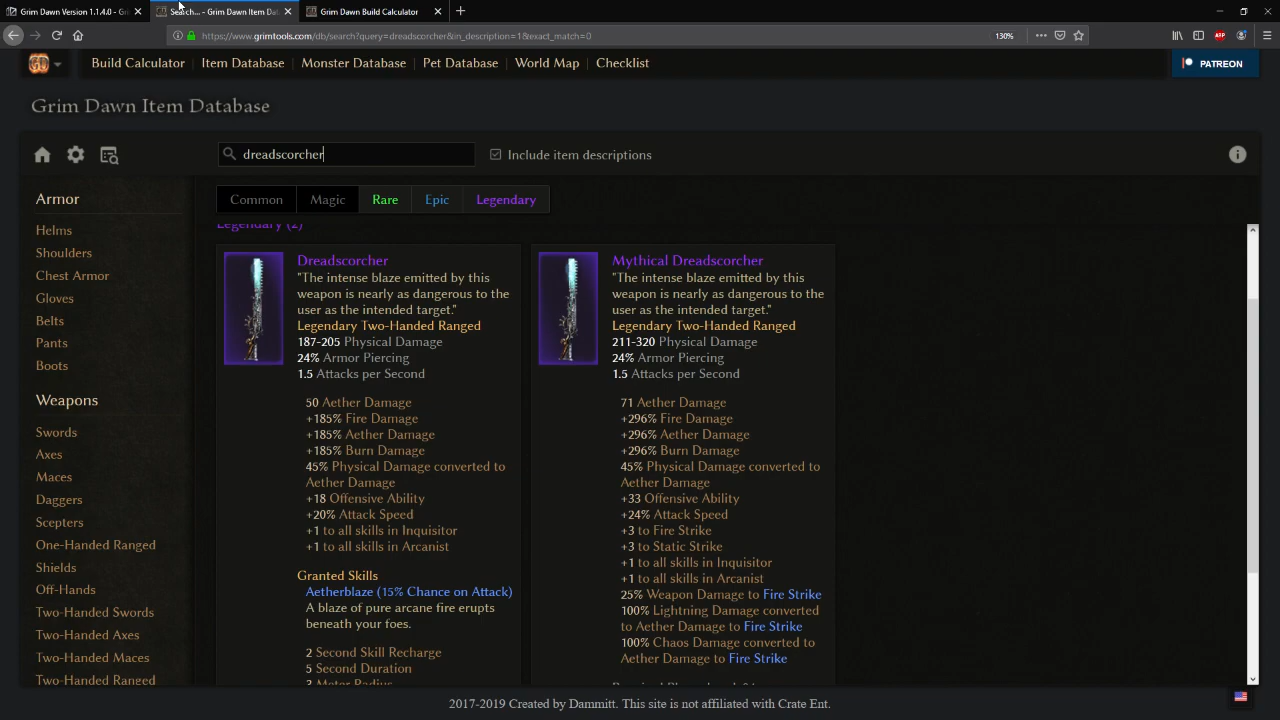 Grim Dawn Version 1.1.4.0 - Gr
Search... - Grim Dawn Item Dat
Grim Dawn Build Calculator
https://www.grimtools.com/db/search?query=dreadscorcher&in_description=1&exact_match=0
130%
Build Calculator
Item Database
Monster Database
Pet Database
World Map
Checklist
PATREON
Grim Dawn Item Database
dreadscorcher
Include item descriptions
Armor
Helms
Shoulders
Chest Armor
Gloves
Belts
Pants
Boots
Weapons
Swords
Axes
Maces
Daggers
Scepters
One-Handed Ranged
Shields
Off-Hands
Two-Handed Swords
Two-Handed Axes
Two-Handed Maces
Two-Handed Ranged
Common
Magic
Rare
Epic
Legendary
Legendary (2)
Dreadscorcher
"The intense blaze emitted by this
weapon is nearly as dangerous to the
user as the intended target."
Legendary Two-Handed Ranged
187-205 Physical Damage
24% Armor Piercing
1.5 Attacks per Second
50 Aether Damage
+185% Fire Damage
+185% Aether Damage
+185% Burn Damage
45% Physical Damage converted to
Aether Damage
+18 Offensive Ability
+20% Attack Speed
+1 to all skills in Inquisitor
+1 to all skills in Arcanist
Granted Skills
Aetherblaze (15% Chance on Attack)
A blaze of pure arcane fire erupts
beneath your foes.
2 Second Skill Recharge
5 Second Duration
3 Meter Radius
Mythical Dreadscorcher
"The intense blaze emitted by this
weapon is nearly as dangerous to the
user as the intended target."
Legendary Two-Handed Ranged
211-320 Physical Damage
24% Armor Piercing
1.5 Attacks per Second
71 Aether Damage
+296% Fire Damage
+296% Aether Damage
+296% Burn Damage
45% Physical Damage converted to
Aether Damage
+33 Offensive Ability
+24% Attack Speed
+3 to Fire Strike
+3 to Static Strike
+1 to all skills in Inquisitor
+1 to all skills in Arcanist
25% Weapon Damage to Fire Strike
100% Lightning Damage converted
to Aether Damage to Fire Strike
100% Chaos Damage converted to
Aether Damage to Fire Strike
2017-2019 Created by Dammitt. This site is not affiliated with Crate Ent.